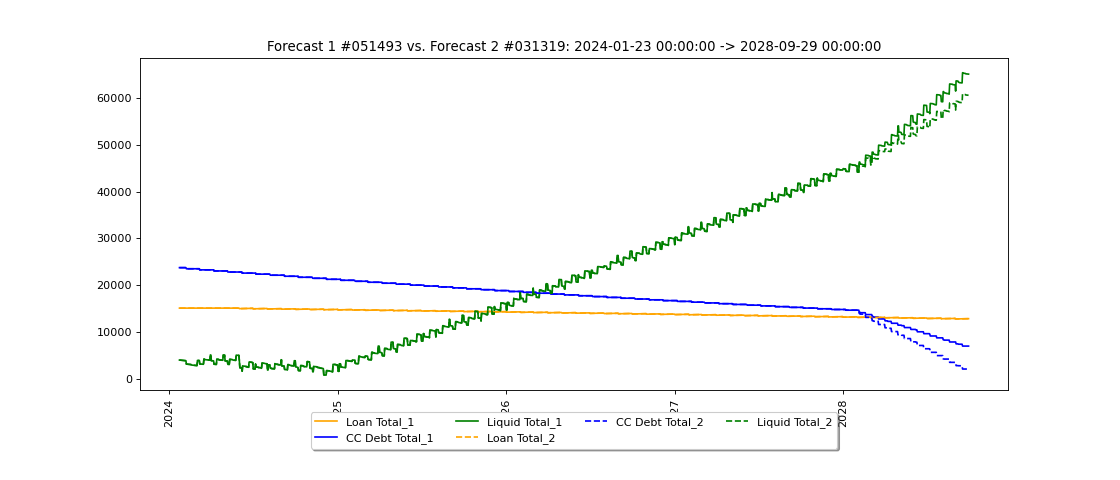 Forecast 1 #051493 vs. Forecast 2 #031319: 2024-01-23 00:00:00 -> 2028-09-29 00:00:00
60000
50000
40000
30000
20000
10000
0
2024
25
26
27
2028
Loan Total_1
Liquid Total_1
CC Debt Total_2
Liquid Total_2
CC Debt Total_1
Loan Total_2